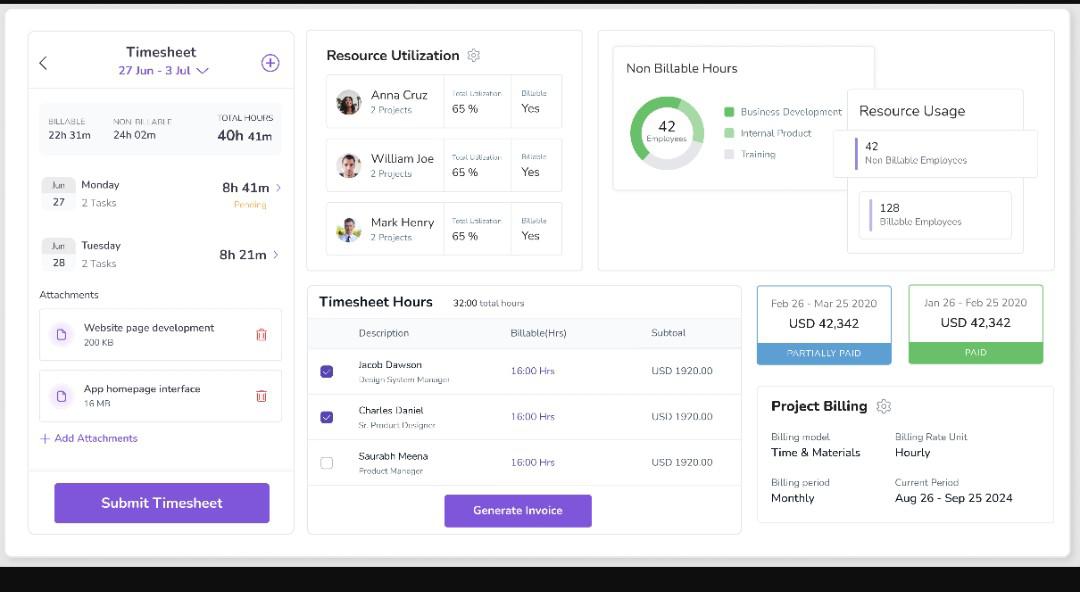 Timesheet
27 Jun - 3 Jul
BILLABLE
22h 31m
NON BILLABLE
24h 02m
TOTAL HOURS
40h 41m
Jun
27
Monday
2 Tasks
8h 41m
Pending
Jun
28
Tuesday
2 Tasks
8h 21m
Attachments
Website page development
200 KB
App homepage interface
16 MB
Add Attachments
Submit Timesheet
Resource Utilization
Anna Cruz
2 Projects
Total Utilization
65 %
Billable
Yes
William Joe
2 Projects
Total Utilization
65 %
Billable
Yes
Mark Henry
2 Projects
Total Utilization
65 %
Billable
Yes
Non Billable Hours
42
Employees
Business Development
Internal Product
Training
Resource Usage
42
Non Billable Employees
128
Billable Employees
Timesheet Hours 32:00 total hours
Description Billable(Hrs) Subtoal
Jacob Dawson
Design System Manager
16:00 Hrs
USD 1920.00
Charles Daniel
Sr. Product Designer
16:00 Hrs
USD 1920.00
Saurabh Meena
Product Manager
16:00 Hrs
USD 1920.00
Generate Invoice
Feb 26 - Mar 25 2020
USD 42,342
PARTIALLY PAID
Jan 26 - Feb 25 2020
USD 42,342
PAID
Project Billing
Billing model
Time & Materials
Billing Rate Unit
Hourly
Billing period
Monthly
Current Period
Aug 26 - Sep 25 2024